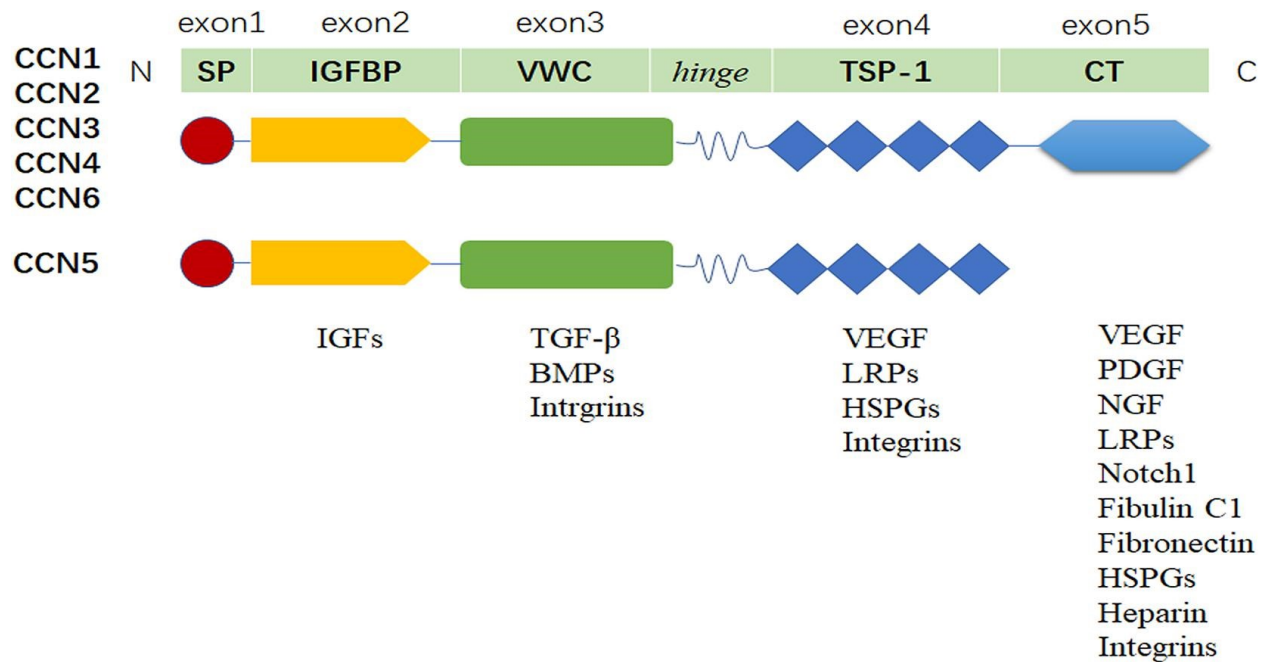 exon1 exon2 exon3 exon4 exon5
CCN1
CCN2
CCN3
CCN4
CCN6
N SP IGFBP VWC hinge TSP-1 CT C
CCN5
IGFs
TGF-β
BMPs
Intrgrins
VEGF
LRPs
HSPGs
Integrins
VEGF
PDGF
NGF
LRPs
Notch1
Fibulin C1
Fibronectin
HSPGs
Heparin
Integrins